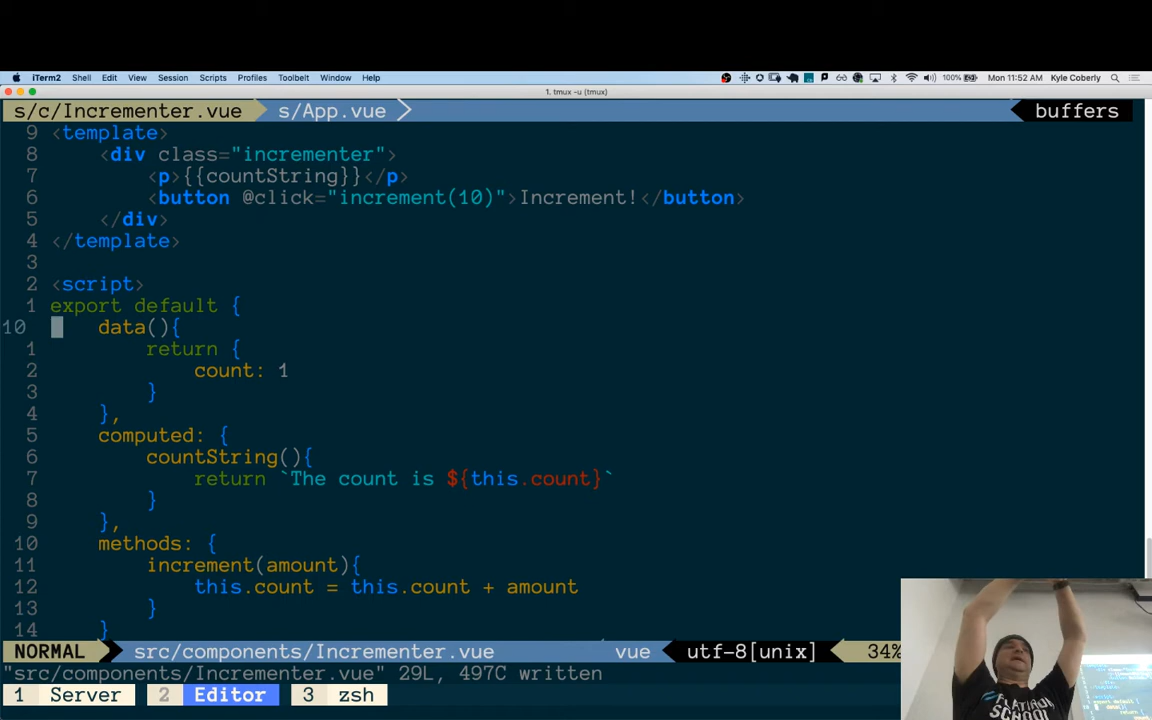 iTerm2 Shell Edit View Session Scripts Profiles Toolbelt Window Help 100% Mon 11:52 AM Kyle Coberly
1. tmux -u (tmux)
s/c/Incrementer.vue s/App.vue buffers
9 <template>
8 <div class="incrementer">
7 <p>{{countString}}</p>
6 <button @click="increment(10)">Increment!</button>
5 </div>
4 </template>
3
2 <script>
1 export default {
10 data(){
1 return {
2 count: 1
3 }
4 },
5 computed: {
6 countString(){
7 return `The count is ${this.count}`
8 }
9 },
10 methods: {
11 increment(amount){
12 this.count = this.count + amount
13 }
14 }
NORMAL src/components/Incrementer.vue vue utf-8[unix] 34%
"src/components/Incrementer.vue" 29L, 497C written
1 Server 2 Editor 3 zsh
PLATINUM
SCHOOL